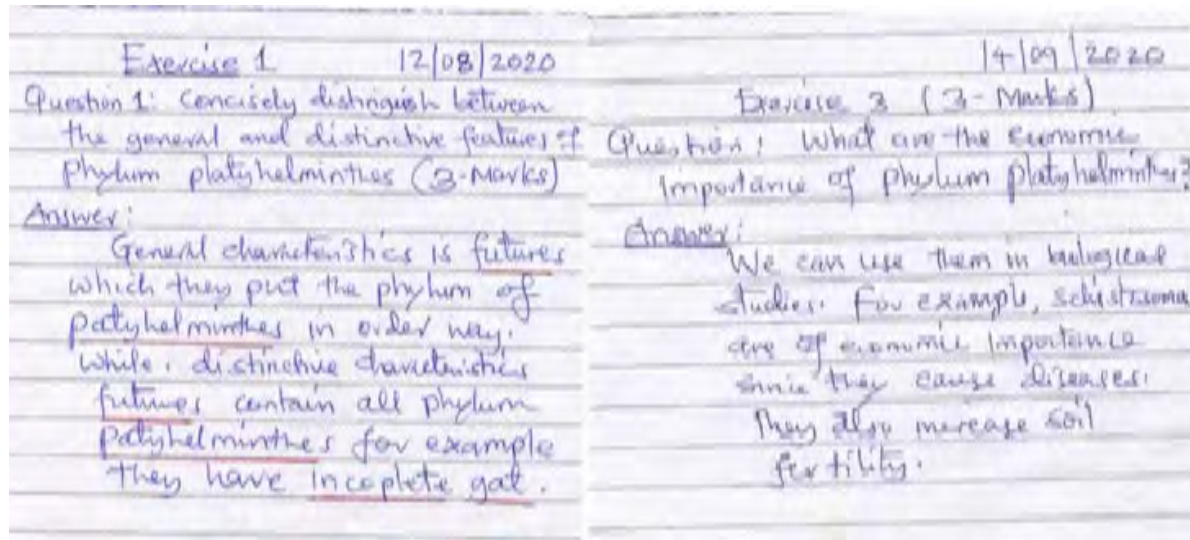 Exercise 1 12/08/2020
Question 1: Concisely distinguish between
the general and distinctive features of
Phylum platyhelminthes (3-Marks)
Answer:
General charactoristics is futures
which they put the phylum of
patyhelminthes in order way.
While, distinctive charicteristics
futures contain all phylum
patyhelminthes for example
they have incoplete gat.
14/09/2020
Exercise 3 (3-Marks)
Question: What are the economic
importance of phylum platyhelminthes?
Answer:
We can use them in biological
studies. For example, schistosoma
are of economic importance
since they cause diseases.
They also increase soil
fertility.